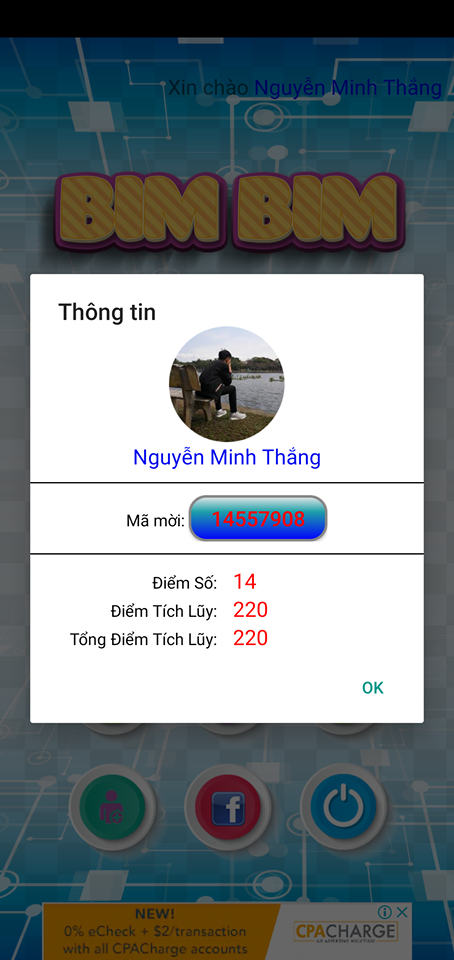 Xin chào Nguyễn Minh Thắng
BIM BIM
Thông tin
Nguyễn Minh Thắng
Mã mời: 14557908
Điểm Số: 14
Điểm Tích Lũy: 220
Tổng Điểm Tích Lũy: 220
OK
f
NEW!
0% eCheck + $2/transaction
with all CPACharge accounts
CPACHARGE